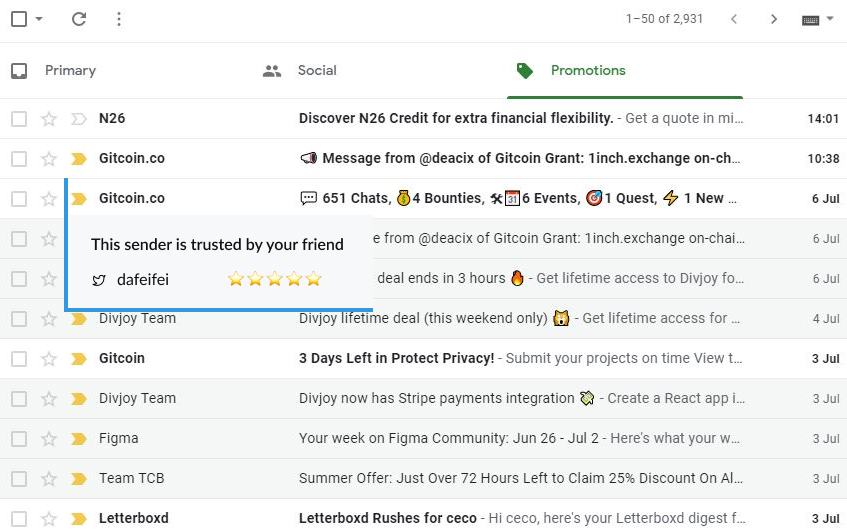 1–50 of 2,931
Primary
Social
Promotions
N26 Discover N26 Credit for extra financial flexibility. - Get a quote in mi… 14:01
Gitcoin.co Message from @deacix of Gitcoin Grant: 1inch.exchange on-ch… 10:38
Gitcoin.co 651 Chats, 4 Bounties, 6 Events, 1 Quest, 1 New … 6 Jul
This sender is trusted by your friend
e from @deacix of Gitcoin Grant: 1inch.exchange on-chai… 6 Jul
dafeifei
deal ends in 3 hours - Get lifetime access to Divjoy fo… 6 Jul
Divjoy Team Divjoy lifetime deal (this weekend only) - Get lifetime access for … 4 Jul
Gitcoin 3 Days Left in Protect Privacy! - Submit your projects on time View t… 3 Jul
Divjoy Team Divjoy now has Stripe payments integration - Create a React app i… 3 Jul
Figma Your week on Figma Community: Jun 26 - Jul 2 - Here's what your w… 3 Jul
Team TCB Summer Offer: Just Over 72 Hours Left to Claim 25% Discount On Al… 3 Jul
Letterboxd Letterboxd Rushes for ceco - Hi ceco, here's your Letterboxd digest f… 3 Jul